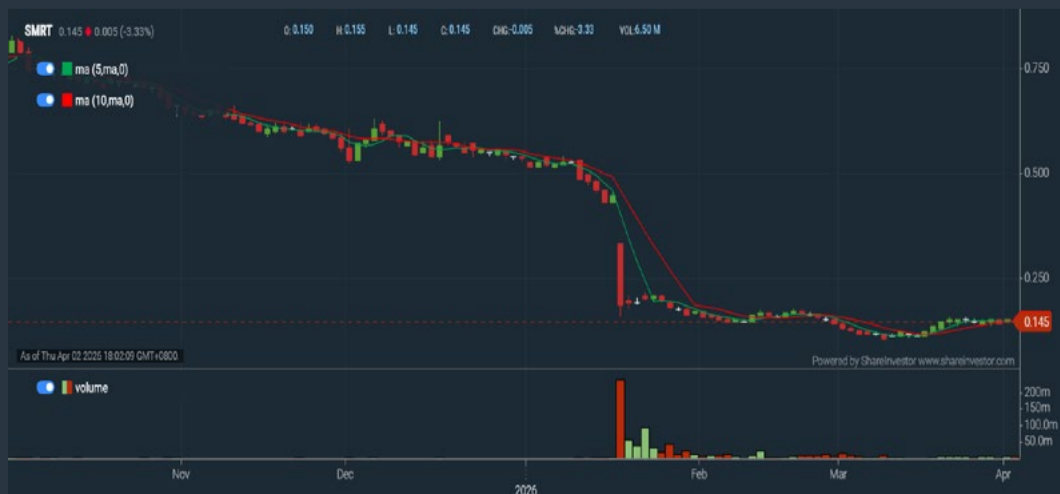 SMRT 0.145 0.005 (-3.33%) O: 0.150 H: 0.155 L: 0.145 C: 0.145 CHG:-0.005 %CHG:-3.33 VOL:6.50 M
ma (5,ma,0)
ma (10,ma,0)
0.750
0.500
0.250
0.145
As of Thu Apr 02 2026 18:02:09 GMT+0800
Powered by ShareInvestor www.shareinvestor.com
volume
200m
150m
100.0m
50.0m
Nov Dec Feb Mar Apr
2026